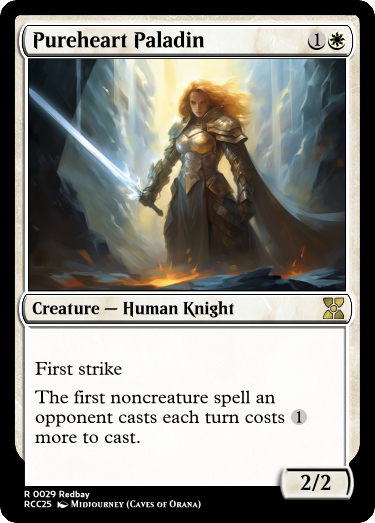 Pureheart Paladin 1
Creature — Human Knight
First strike
The first noncreature spell an
opponent casts each turn costs 1
more to cast.
2/2
R 0029 Redbay
RCC25 Midjourney (Caves of Orana)